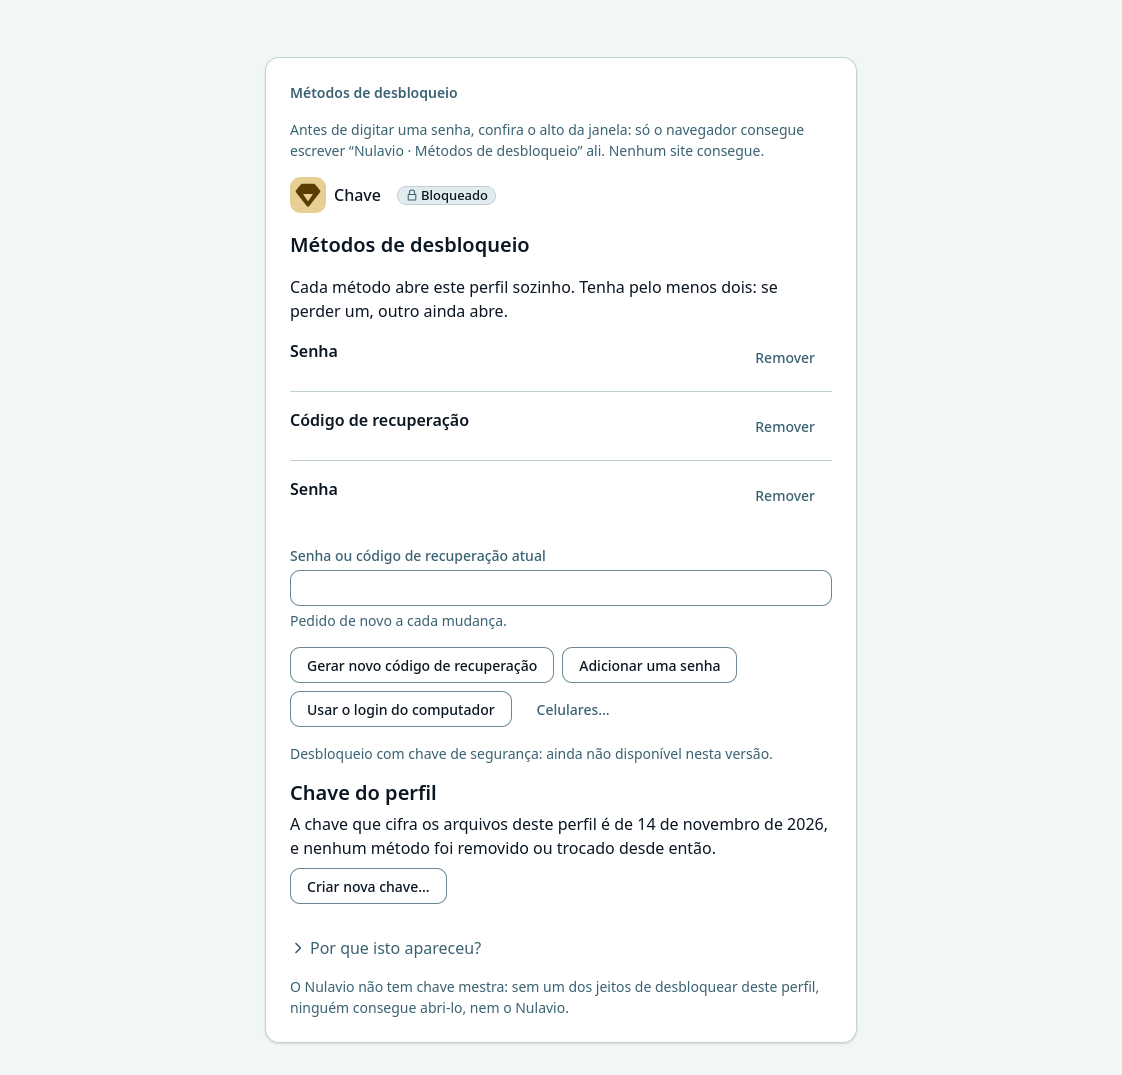 Métodos de desbloqueio
Antes de digitar uma senha, confira o alto da janela: só o navegador consegue
escrever “Nulavio · Métodos de desbloqueio” ali. Nenhum site consegue.
Chave
Bloqueado
Métodos de desbloqueio
Cada método abre este perfil sozinho. Tenha pelo menos dois: se
perder um, outro ainda abre.
Senha
Remover
Código de recuperação
Remover
Senha
Remover
Senha ou código de recuperação atual
Pedido de novo a cada mudança.
Gerar novo código de recuperação
Adicionar uma senha
Usar o login do computador
Celulares…
Desbloqueio com chave de segurança: ainda não disponível nesta versão.
Chave do perfil
A chave que cifra os arquivos deste perfil é de 14 de novembro de 2026,
e nenhum método foi removido ou trocado desde então.
Criar nova chave…
Por que isto apareceu?
O Nulavio não tem chave mestra: sem um dos jeitos de desbloquear deste perfil,
ninguém consegue abri-lo, nem o Nulavio.